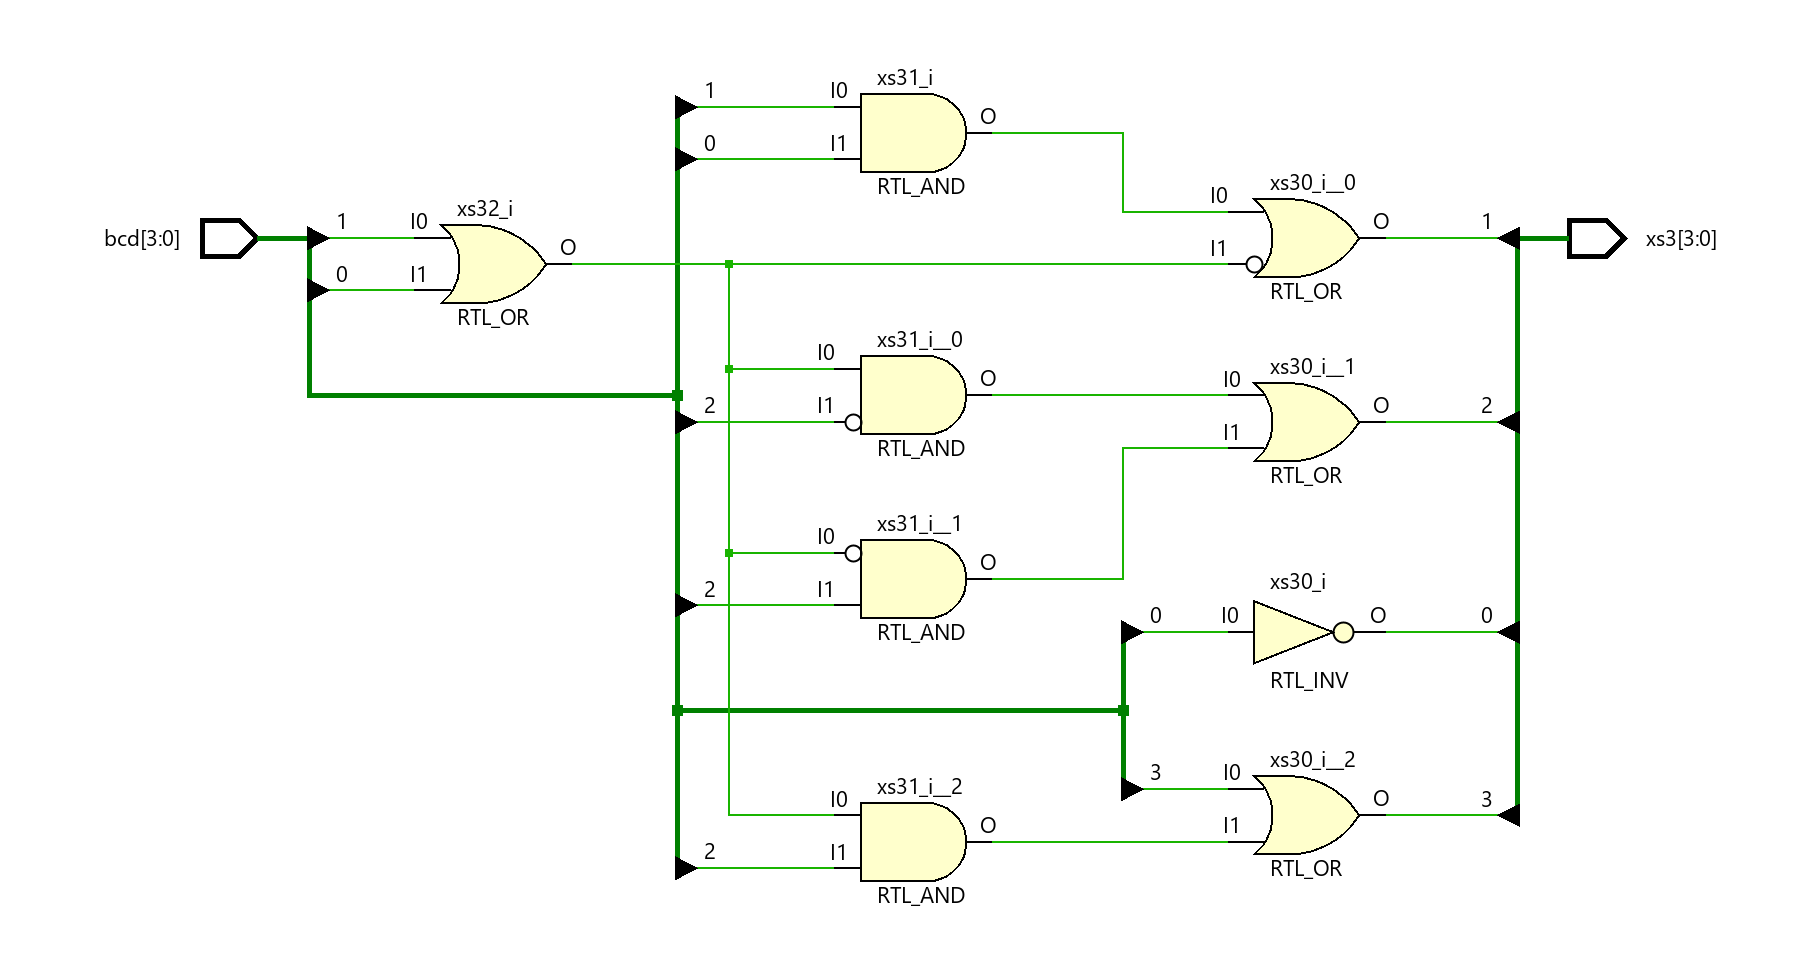 xs31_i
1 I0
O
0 I1
RTL_AND
xs30_i__0
xs32_i
I0
1 I0
O 1
bcd[3:0]
O
I1
xs3[3:0]
0 I1
RTL_OR
RTL_OR
xs31_i__0
I0
xs30_i__1
O
I0
2 I1
O 2
I1
RTL_AND
RTL_OR
xs31_i__1
I0
O
xs30_i
2 I1
0 I0
O 0
RTL_AND
RTL_INV
xs30_i__2
3 I0
xs31_i__2
I0
O 3
O
I1
2 I1
RTL_OR
RTL_AND